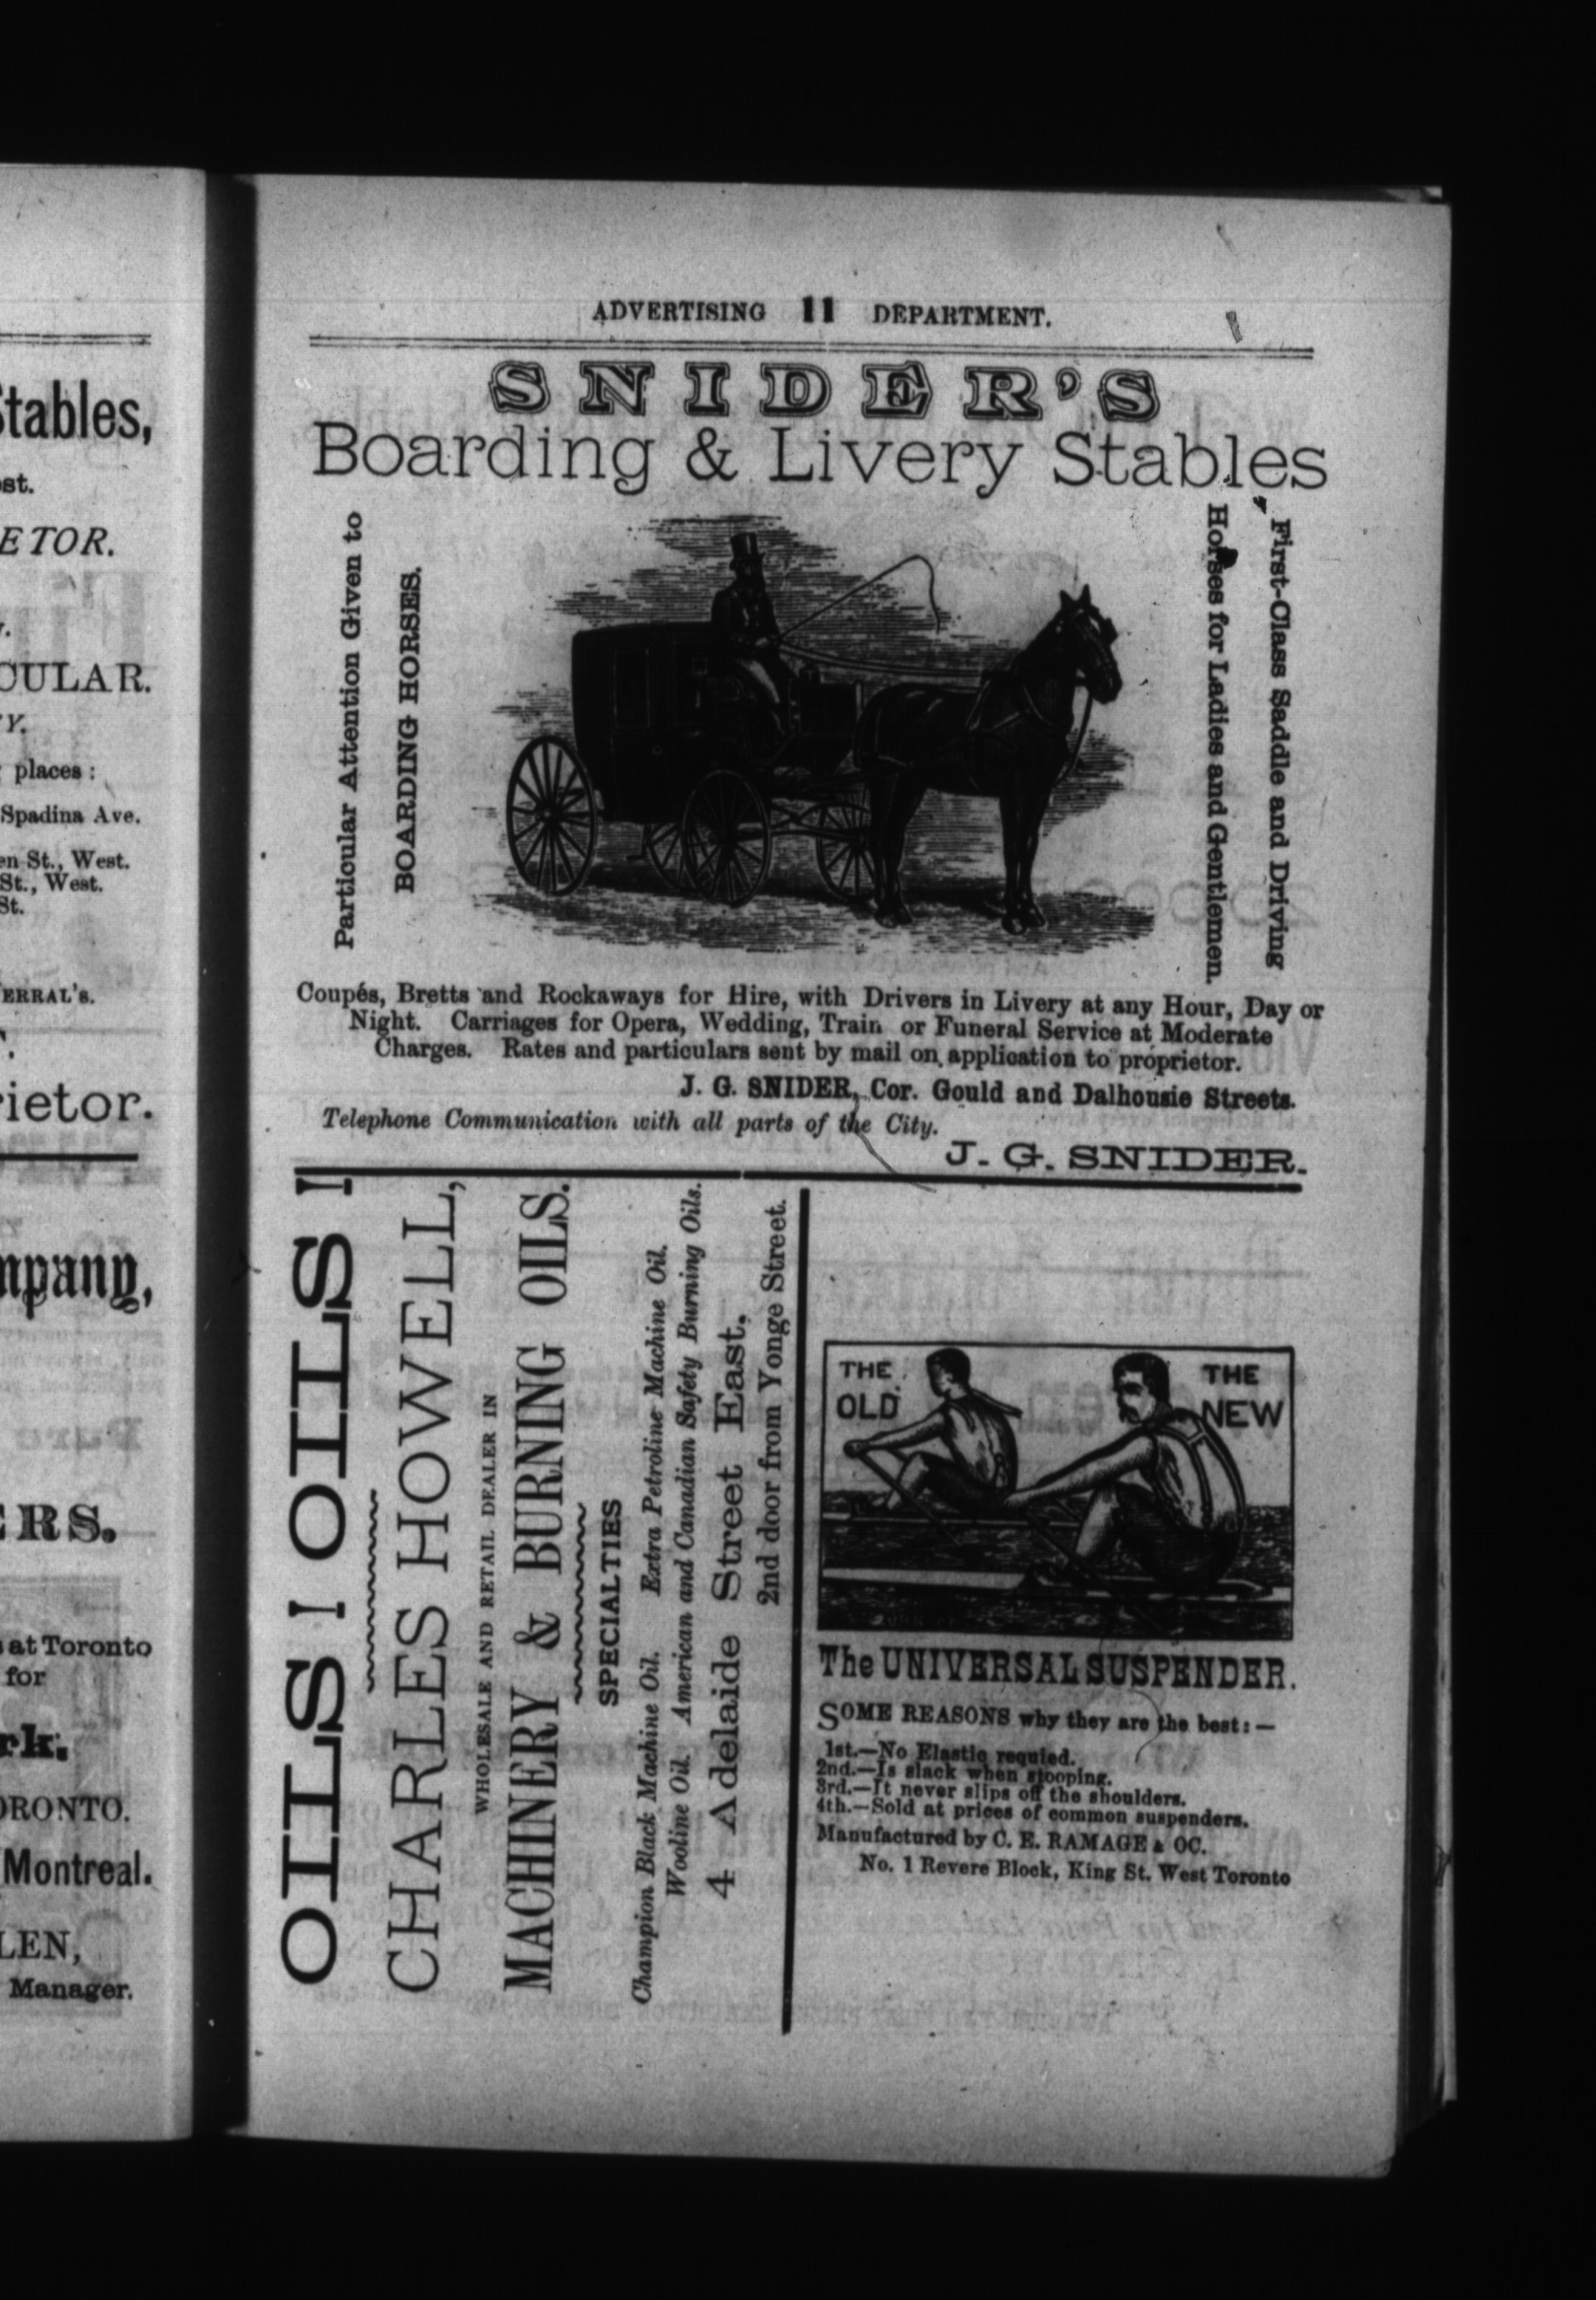 Stables,
st.
ETOR.
CULAR.
places :
Spadina Ave.
St., West.
St., West.
St.
ERRAL'S.
rietor.
mpany,
ERS.
at Toronto
for
rk.
ORONTO.
Montreal.
LEN,
Manager.
ADVERTISING 11 DEPARTMENT.
SNIDER'S
Boarding & Livery Stables
Particular Attention Given to
BOARDING HORSES.
First-Class Saddle and Driving
Horses for Ladies and Gentlemen.
Coupés, Bretts and Rockaways for Hire, with Drivers in Livery at any Hour, Day or
Night. Carriages for Opera, Wedding, Train or Funeral Service at Moderate
Charges. Rates and particulars sent by mail on application to proprietor.
J. G. SNIDER, Cor. Gould and Dalhousie Streets.
Telephone Communication with all parts of the City.
J. G. SNIDER.
OILS ! OILS !
CHARLES HOWELL,
WHOLESALE AND RETAIL DEALER IN
MACHINERY & BURNING OILS.
SPECIALTIES
Champion Black Machine Oil. Extra Petroline Machine Oil.
Wooline Oil. American and Canadian Safety Burning Oils.
4 Adelaide Street East,
2nd door from Yonge Street.
THE OLD.
THE NEW
The UNIVERSAL SUSPENDER.
SOME REASONS why they are the best: —
1st.—No Elastic requied.
2nd.—Is slack when stooping.
3rd.—It never slips off the shoulders.
4th.—Sold at prices of common suspenders.
Manufactured by C. E. RAMAGE & OC.
No. 1 Revere Block, King St. West Toronto